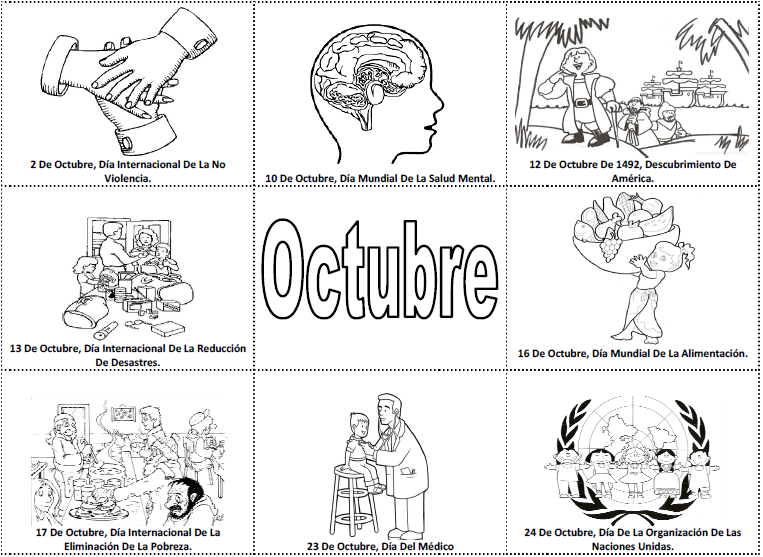 2 De Octubre, Día Internacional De La No
Violencia.
10 De Octubre, Día Mundial De La Salud Mental.
12 De Octubre De 1492, Descubrimiento De
América.
13 De Octubre, Día Internacional De La Reducción
De Desastres.
Octubre
16 De Octubre, Día Mundial De La Alimentación.
17 De Octubre, Día Internacional De La
Eliminación De La Pobreza.
23 De Octubre, Día Del Médico
24 De Octubre, Día De La Organización De Las
Naciones Unidas.